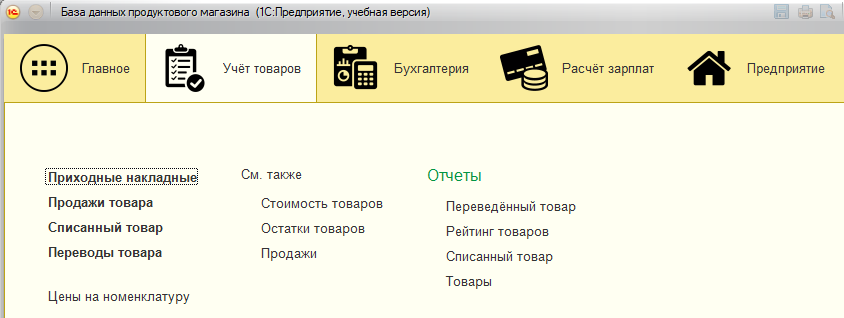 База данных продуктового магазина (1С:Предприятие, учебная версия)
Главное
Учёт товаров
Бухгалтерия
Расчёт зарплат
Предприятие
Приходные накладные
Продажи товара
Списанный товар
Переводы товара
Цены на номенклатуру
См. также
Стоимость товаров
Остатки товаров
Продажи
Отчеты
Переведённый товар
Рейтинг товаров
Списанный товар
Товары